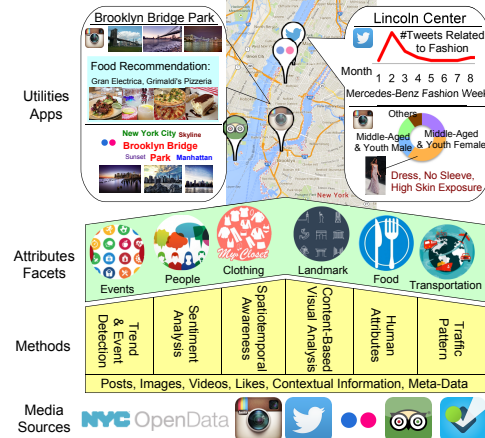 Brooklyn Bridge Park
Food Recommendation:
Gran Electrica, Grimaldi's Pizzeria
New York City Skyline
Brooklyn Bridge
Sunset Park Manhattan
Lincoln Center
#Tweets Related
to Fashion
Month
1 2 3 4 5 6 7 8
Mercedes-Benz Fashion Week
Others
Middle-Aged
& Youth Male
Middle-Aged
& Youth Female
Dress, No Sleeve,
High Skin Exposure
New York
Utilities
Apps
Attributes
Facets
Events
People
My Closet
Clothing
Landmark
Food
Transportation
Methods
Trend
& Event
Detection
Sentiment
Analysis
Spatiotemporal
Awareness
Content-Based
Visual Analysis
Human
Attributes
Traffic
Pattern
Posts, Images, Videos, Likes, Contextual Information, Meta-Data
Media
Sources
NYC OpenData